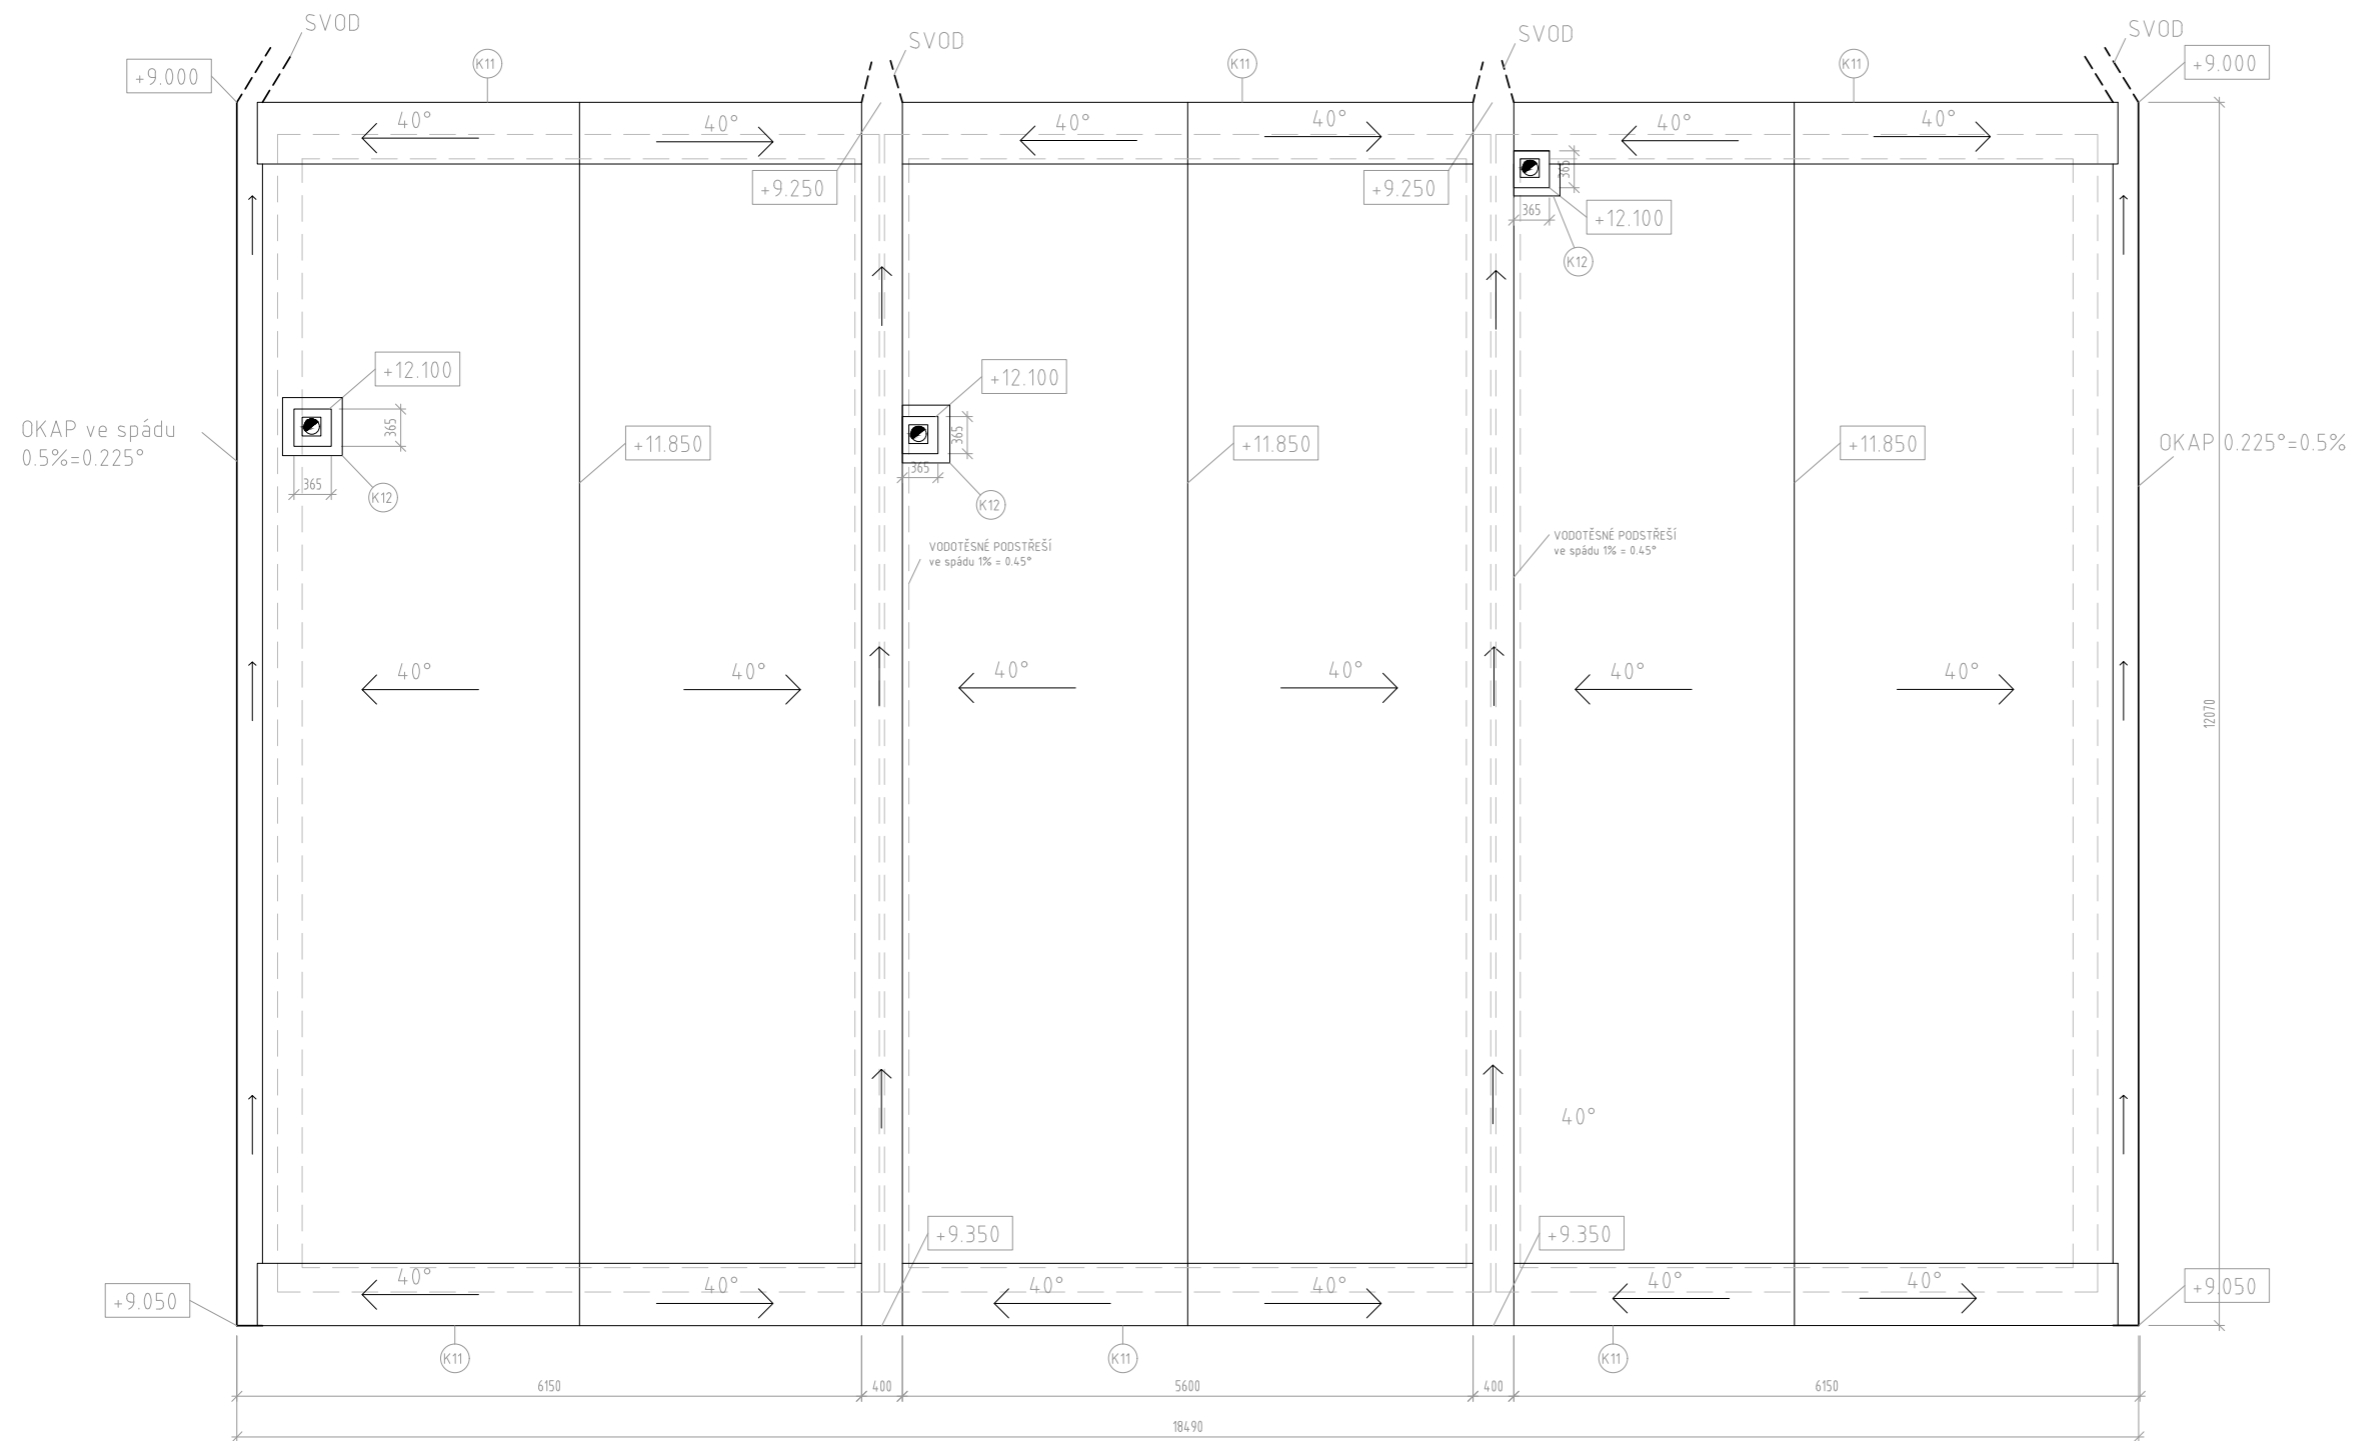 SVOD
SVOD
SVOD
SVOD
+9.000
K11
K11
K11
+9.000
40°
40°
40°
40°
40°
40°
+9.250
+9.250
365
365
+12.100
K12
+12.100
365
365
K12
+12.100
365
365
K12
+11.850
+11.850
+11.850
OKAP ve spádu
0.5%=0.225°
OKAP 0.225°=0.5%
VODOTĚSNÉ PODSTŘEŠÍ
ve spádu 1% = 0.45°
VODOTĚSNÉ PODSTŘEŠÍ
ve spádu 1% = 0.45°
40°
40°
40°
40°
40°
40°
12070
40°
+9.350
+9.350
+9.050
40°
40°
40°
40°
40°
40°
+9.050
K11
K11
K11
6150
400
5600
400
6150
18490